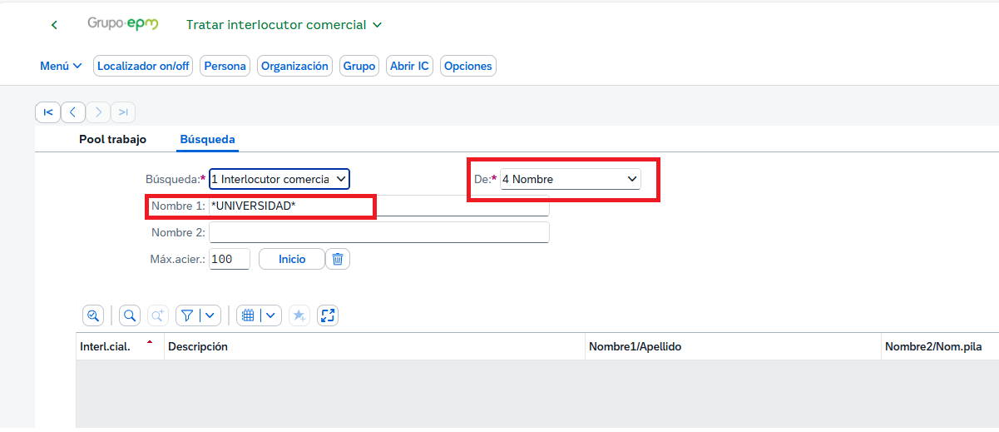 Grupo·epm Tratar interlocutor comercial
Menú Localizador on/off Persona Organización Grupo Abrir IC Opciones
Pool trabajo Búsqueda
Búsqueda:* 1 Interlocutor comercia De:* 4 Nombre
Nombre 1: *UNIVERSIDAD*
Nombre 2:
Máx.acier.: 100 Inicio
Interl.cial. Descripción Nombre1/Apellido Nombre2/Nom.pila